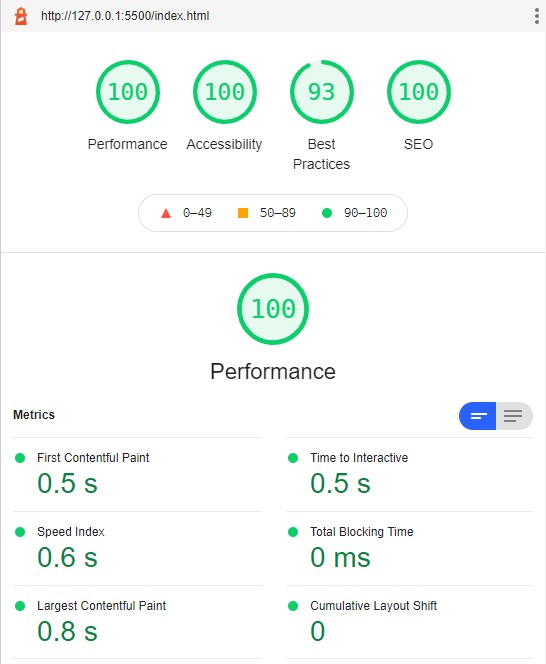 http://127.0.0.1:5500/index.html
100 100 93 100
Performance Accessibility Best Practices SEO
0–49 50–89 90–100
100
Performance
Metrics
First Contentful Paint
0.5 s
Time to Interactive
0.5 s
Speed Index
0.6 s
Total Blocking Time
0 ms
Largest Contentful Paint
0.8 s
Cumulative Layout Shift
0